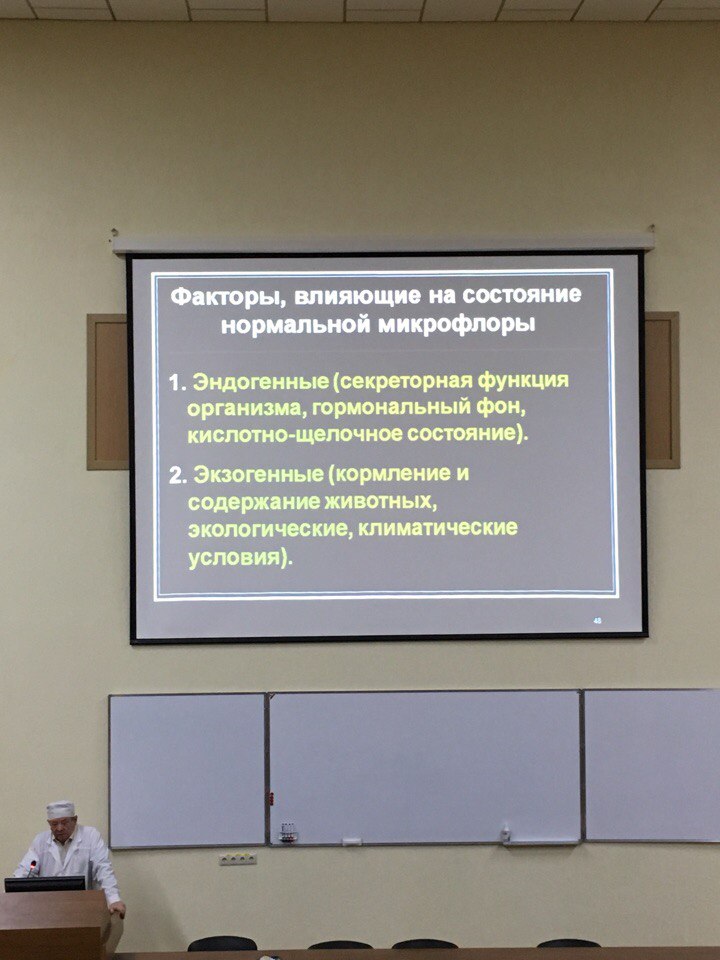 Факторы, влияющие на состояние
нормальной микрофлоры
1. Эндогенные (секреторная функция
организма, гормональный фон,
кислотно-щелочное состояние).
2. Экзогенные (кормление и
содержание животных,
экологические, климатические
условия).
48